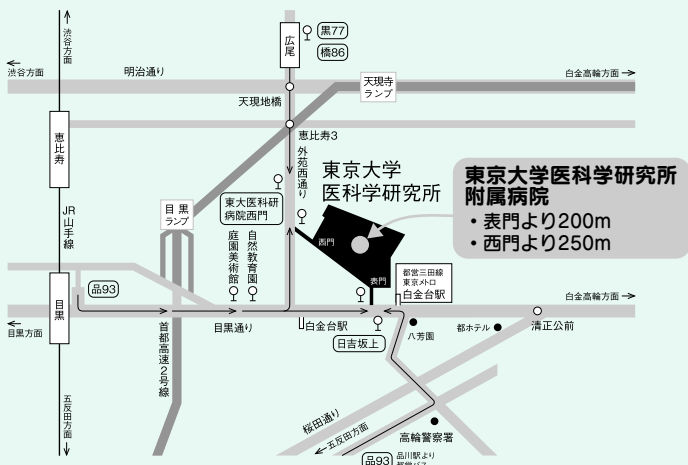 渋谷方面
渋谷方面
明治通り
広尾
黒77
橋86
天現寺
ランプ
白金高輪方面
天現地橋
恵比寿
恵比寿3
外苑西通り
東京大学
医科学研究所
東京大学医科学研究所
附属病院
・表門より200m
・西門より250m
JR山手線
目黒
ランプ
東大医科研
病院西門
庭園美術館
自然教育園
西門
表門
都営三田線
東京メトロ
白金台駅
品93
目黒
目黒方面
目黒通り
白金台駅
日吉坂上
八芳園
都ホテル
清正公前
白金高輪方面
首都高速2号線
五反田方面
桜田通り
五反田方面
高輪警察署
品93
品川駅より